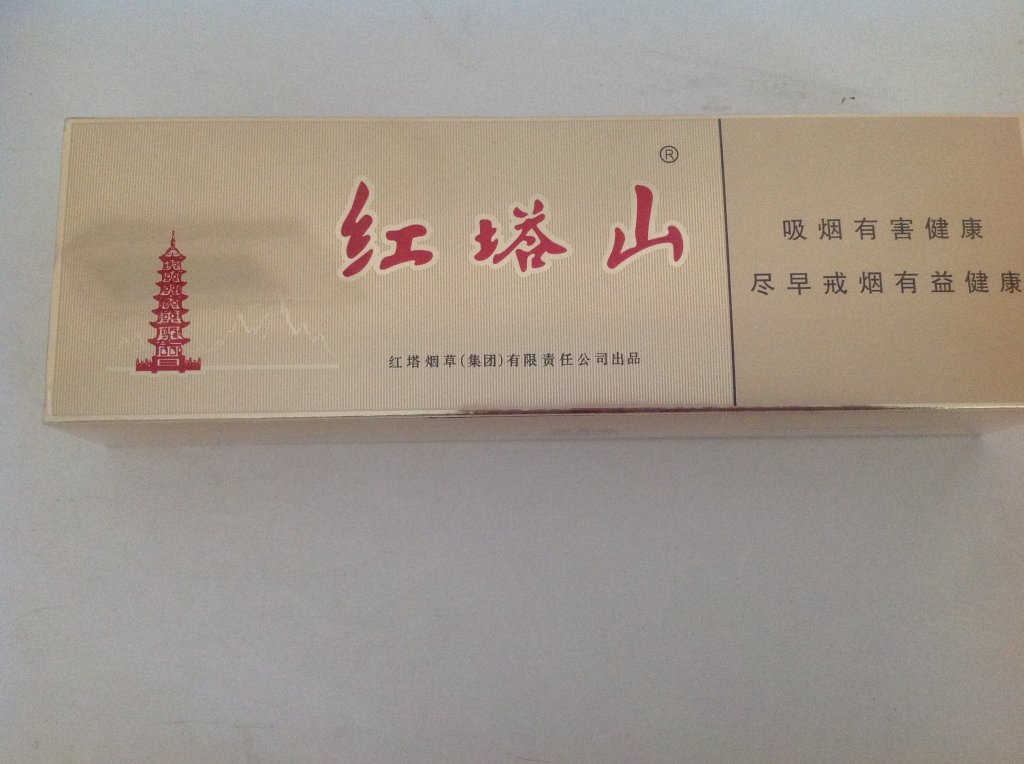 红塔山®
红塔烟草(集团)有限责任公司出品
吸烟有害健康
尽早戒烟有益健康